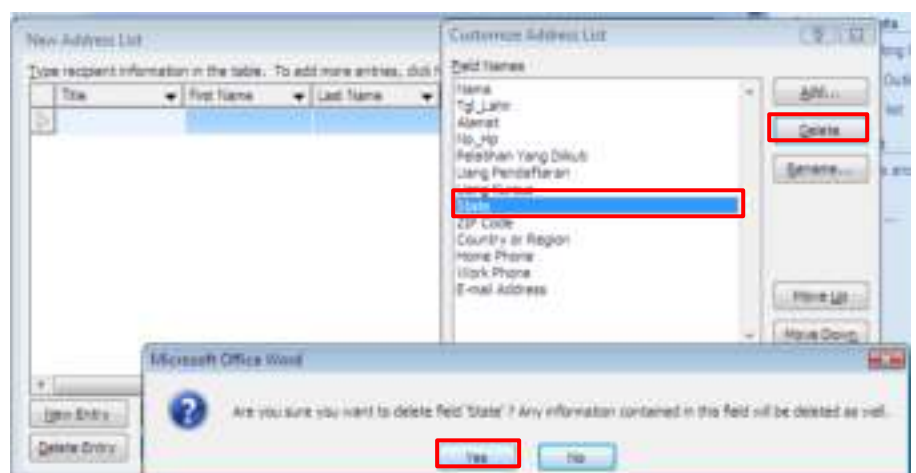 New Address List
Type recipient information in the table. To add more entries, click
Title
First Name
Last Name
New Entry
Delete Entry
Customize Address List
Field Names
Nama
Tgl_Lahir
Alamat
No_Hp
Pelatihan Yang Diikuti
Uang Pendaftaran
Uang Kursus
State
ZIP Code
Country or Region
Home Phone
Work Phone
E-mail Address
Add...
Delete
Rename...
Move Up
Move Down
Microsoft Office Word
Are you sure you want to delete field 'State' ? Any information contained in this field will be deleted as well.
Yes
No